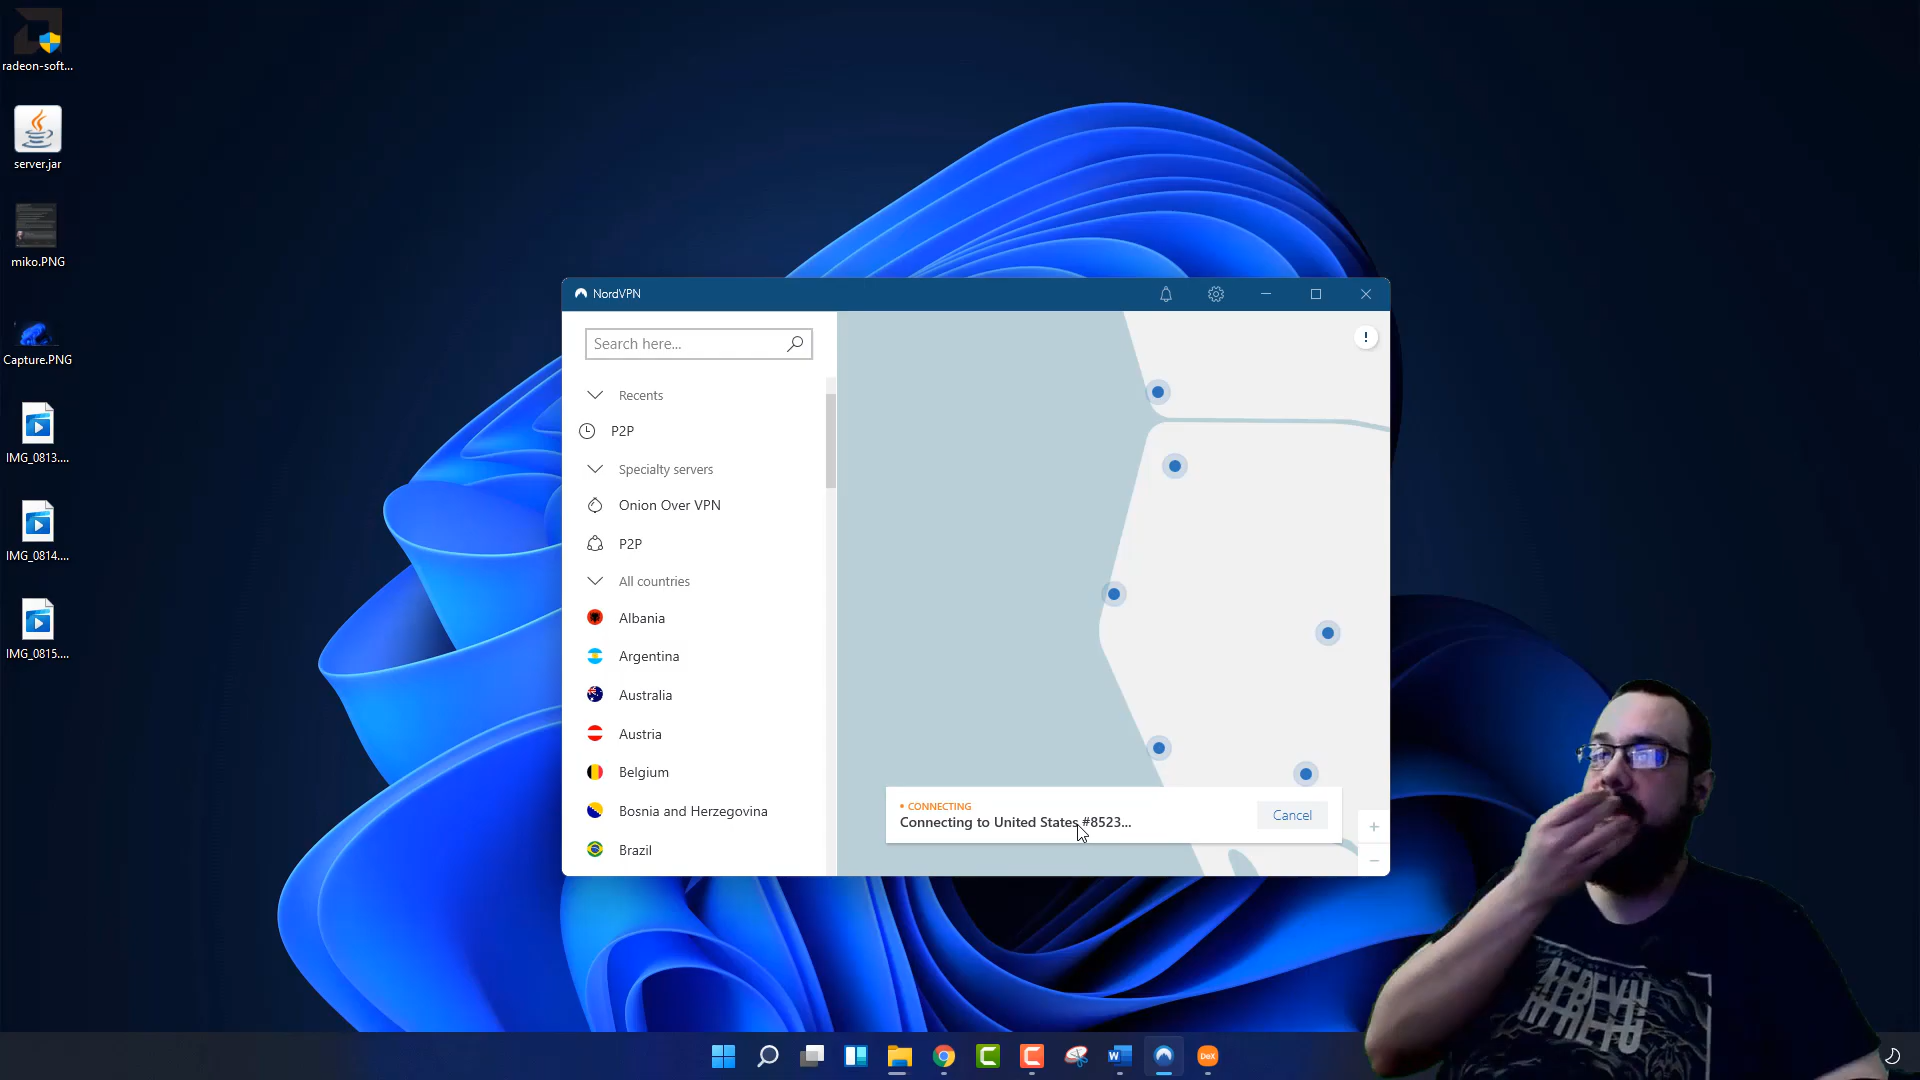 radeon-soft...
server.jar
miko.PNG
Capture.PNG
IMG_0813....
IMG_0814....
IMG_0815....
NordVPN
Search here...
Recents
P2P
Specialty servers
Onion Over VPN
P2P
All countries
Albania
Argentina
Australia
Austria
Belgium
Bosnia and Herzegovina
Brazil
CONNECTING
Connecting to United States #8523...
Cancel
DeX